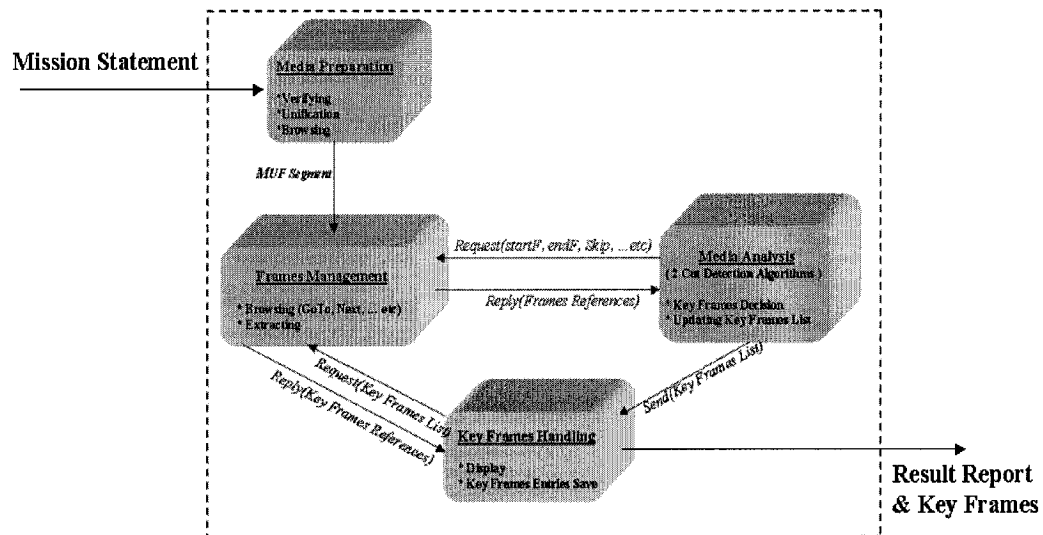 Mission Statement
Media Preparation
*Verifying
*Unification
*Browsing
MUF Segment
Frames Management
* Browsing (GoTo, Next, ... etc)
* Extracting
Request(startF, endF, Skip, ... etc)
Reply(Frames References)
Media Analysis
( 2 Cut Detection Algorithms )
* Key Frames Decision
* Updating Key Frames List
Request(Key Frames List)
Reply(Key Frames References)
Send(Key Frames List)
Key Frames Handling
* Display
* Key Frames Entries Save
Result Report
& Key Frames